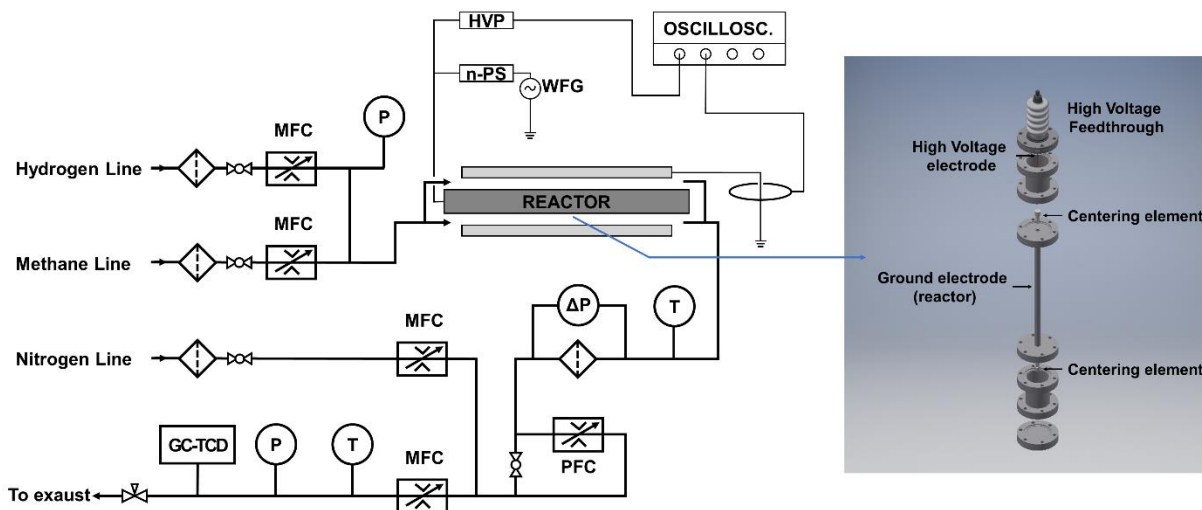 HVP
OSCILLOSC.
n-PS
WFG
P
MFC
Hydrogen Line
REACTOR
MFC
Methane Line
ΔP
T
MFC
Nitrogen Line
GC-TCD
P
T
MFC
PFC
To exaust
High Voltage
Feedthrough
High Voltage
electrode
Centering element
Ground electrode
(reactor)
Centering element